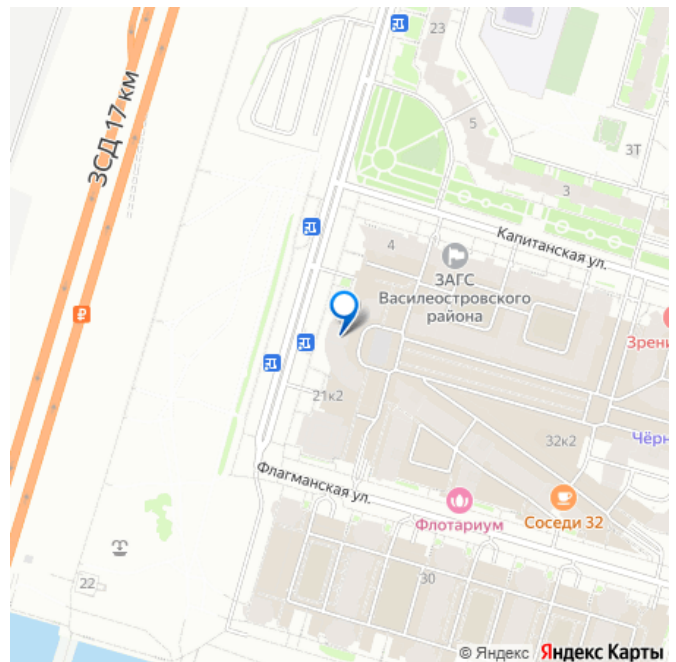 23
ЗСД 17 км
5
3Т
3
Капитанская ул.
4
ЗАГС
Василеостровского
района
Зрени
21к2
32к2
Чёрн
Флагманская ул.
Флотариум
Соседи 32
22
30
© Яндекс Яндекс Карты